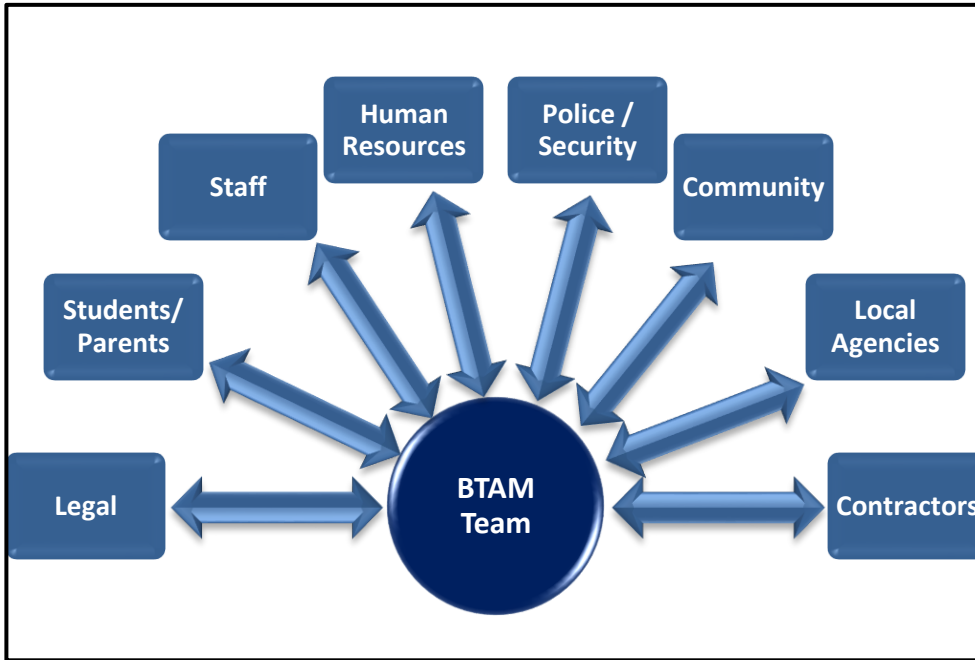 Human
Resources
Police /
Security
Staff
Community
Students/
Parents
Local
Agencies
Legal
BTAM
Team
Contractors